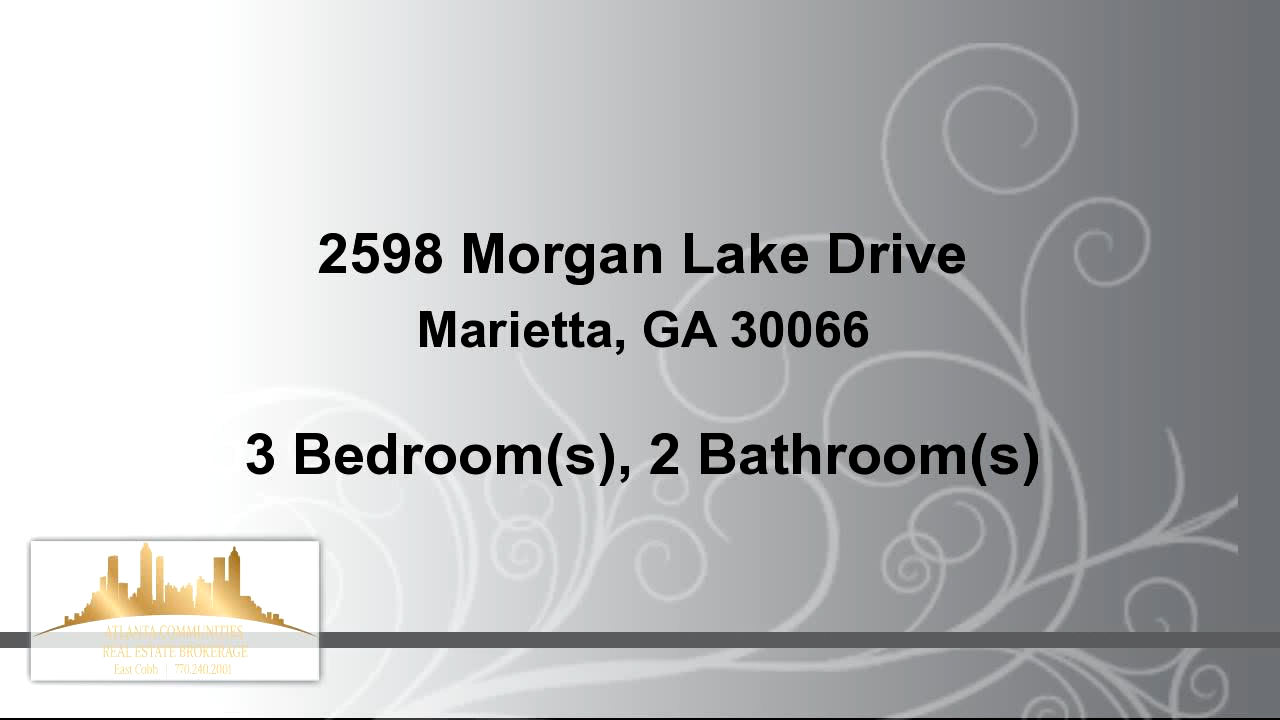 2598 Morgan Lake Drive
Marietta, GA 30066
3 Bedroom(s), 2 Bathroom(s)
ATLANTA COMMUNITIES
REAL ESTATE BROKERAGE
East Cobb | 770.240.2001